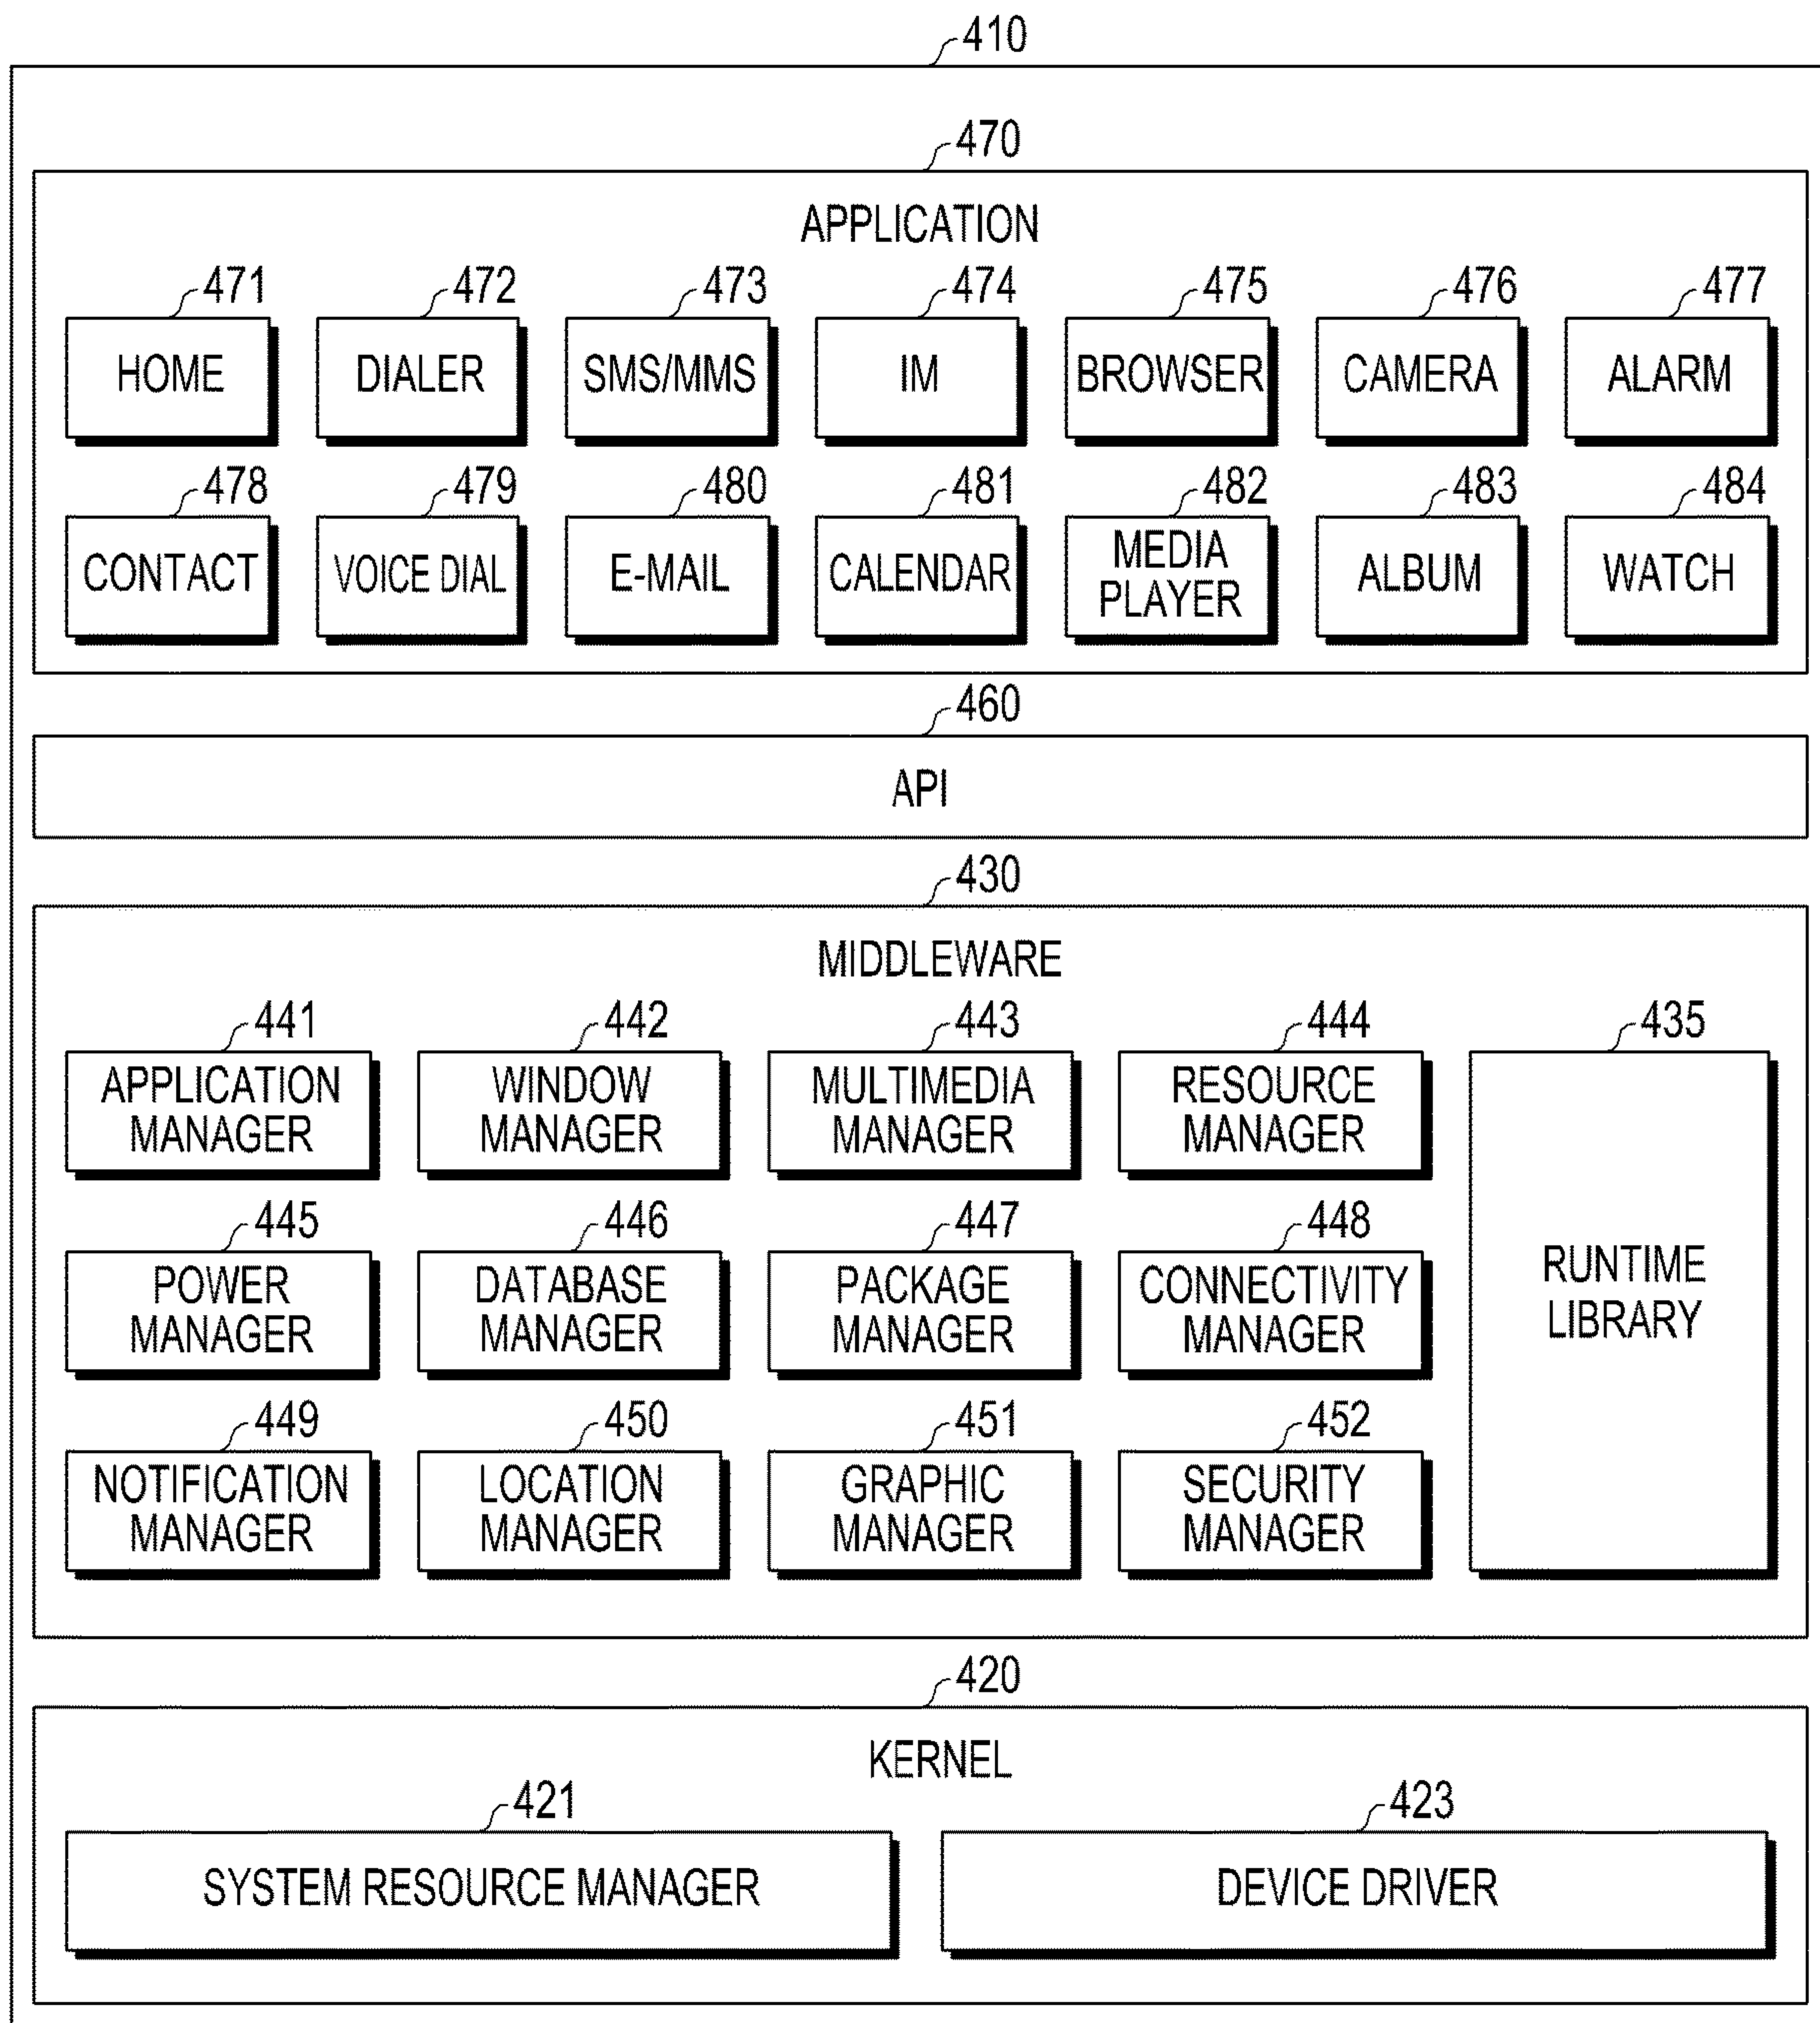 410
470
APPLICATION
471 472 473 474 475 476 477
HOME DIALER SMS/MMS IM BROWSER CAMERA ALARM
478 479 480 481 482 483 484
CONTACT VOICE DIAL E-MAIL CALENDAR MEDIA PLAYER ALBUM WATCH
460
API
430
MIDDLEWARE
441 442 443 444 435
APPLICATION MANAGER
WINDOW MANAGER
MULTIMEDIA MANAGER
RESOURCE MANAGER
445 446 447 448
POWER MANAGER
DATABASE MANAGER
PACKAGE MANAGER
CONNECTIVITY MANAGER
RUNTIME LIBRARY
449 450 451 452
NOTIFICATION MANAGER
LOCATION MANAGER
GRAPHIC MANAGER
SECURITY MANAGER
420
KERNEL
421 423
SYSTEM RESOURCE MANAGER DEVICE DRIVER